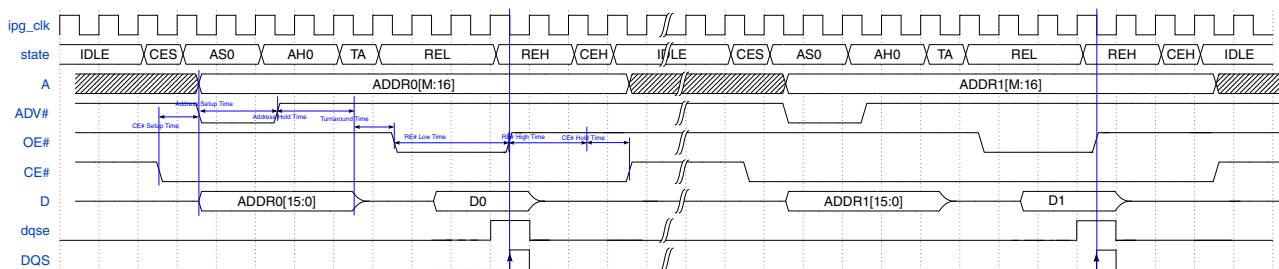 ipg_clk
state IDLE CES AS0 AH0 TA REL REH CEH IDLE CES AS0 AH0 TA REL REH CEH IDLE
A ADDR0[M:16] ADDR1[M:16]
ADV# Address Setup Time Address Hold Time Turnaround Time
CE# Setup Time
OE# RE# Low Time RE# High Time CE# Hold Time
CE#
D ADDR0[15:0] D0 ADDR1[15:0] D1
dqse
DQS